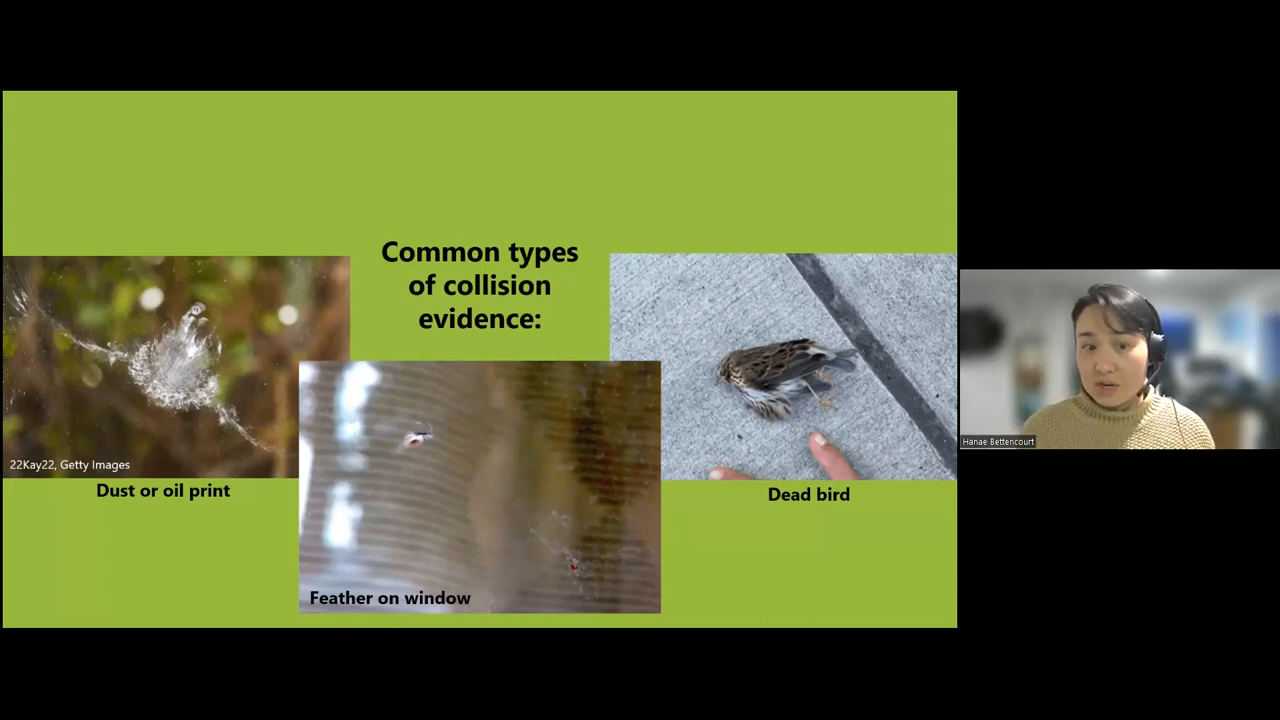 Common types
of collision
evidence:
22Kay22, Getty Images
Dust or oil print
Feather on window
Dead bird
Hanae Bettencourt